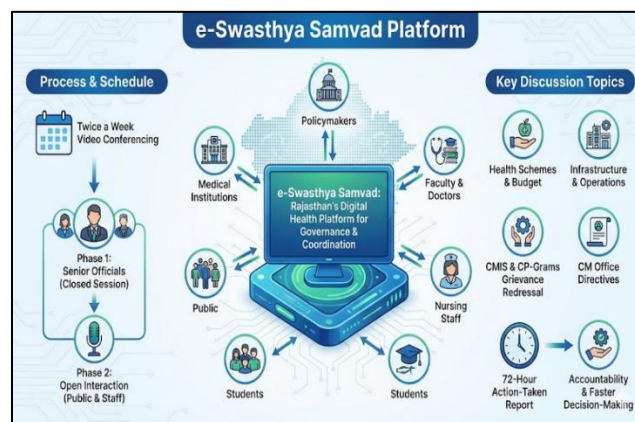 e-Swasthya Samvad Platform
Process & Schedule
Twice a Week
Video Conferencing
Phase 1:
Senior Officials
(Closed Session)
Phase 2:
Open Interaction
(Public & Staff)
Policymakers
Medical
Institutions
Faculty &
Doctors
e-Swasthya Samvad:
Rajasthan's Digital
Health Platform for
Governance &
Coordination
Public
Nursing
Staff
Students
Students
Key Discussion Topics
Health Schemes
& Budget
Infrastructure
& Operations
CMIS & CP-Grams
Grievance
Redressal
CM Office
Directives
72-Hour
Action-Taken
Report
Accountability
& Faster
Decision-Making